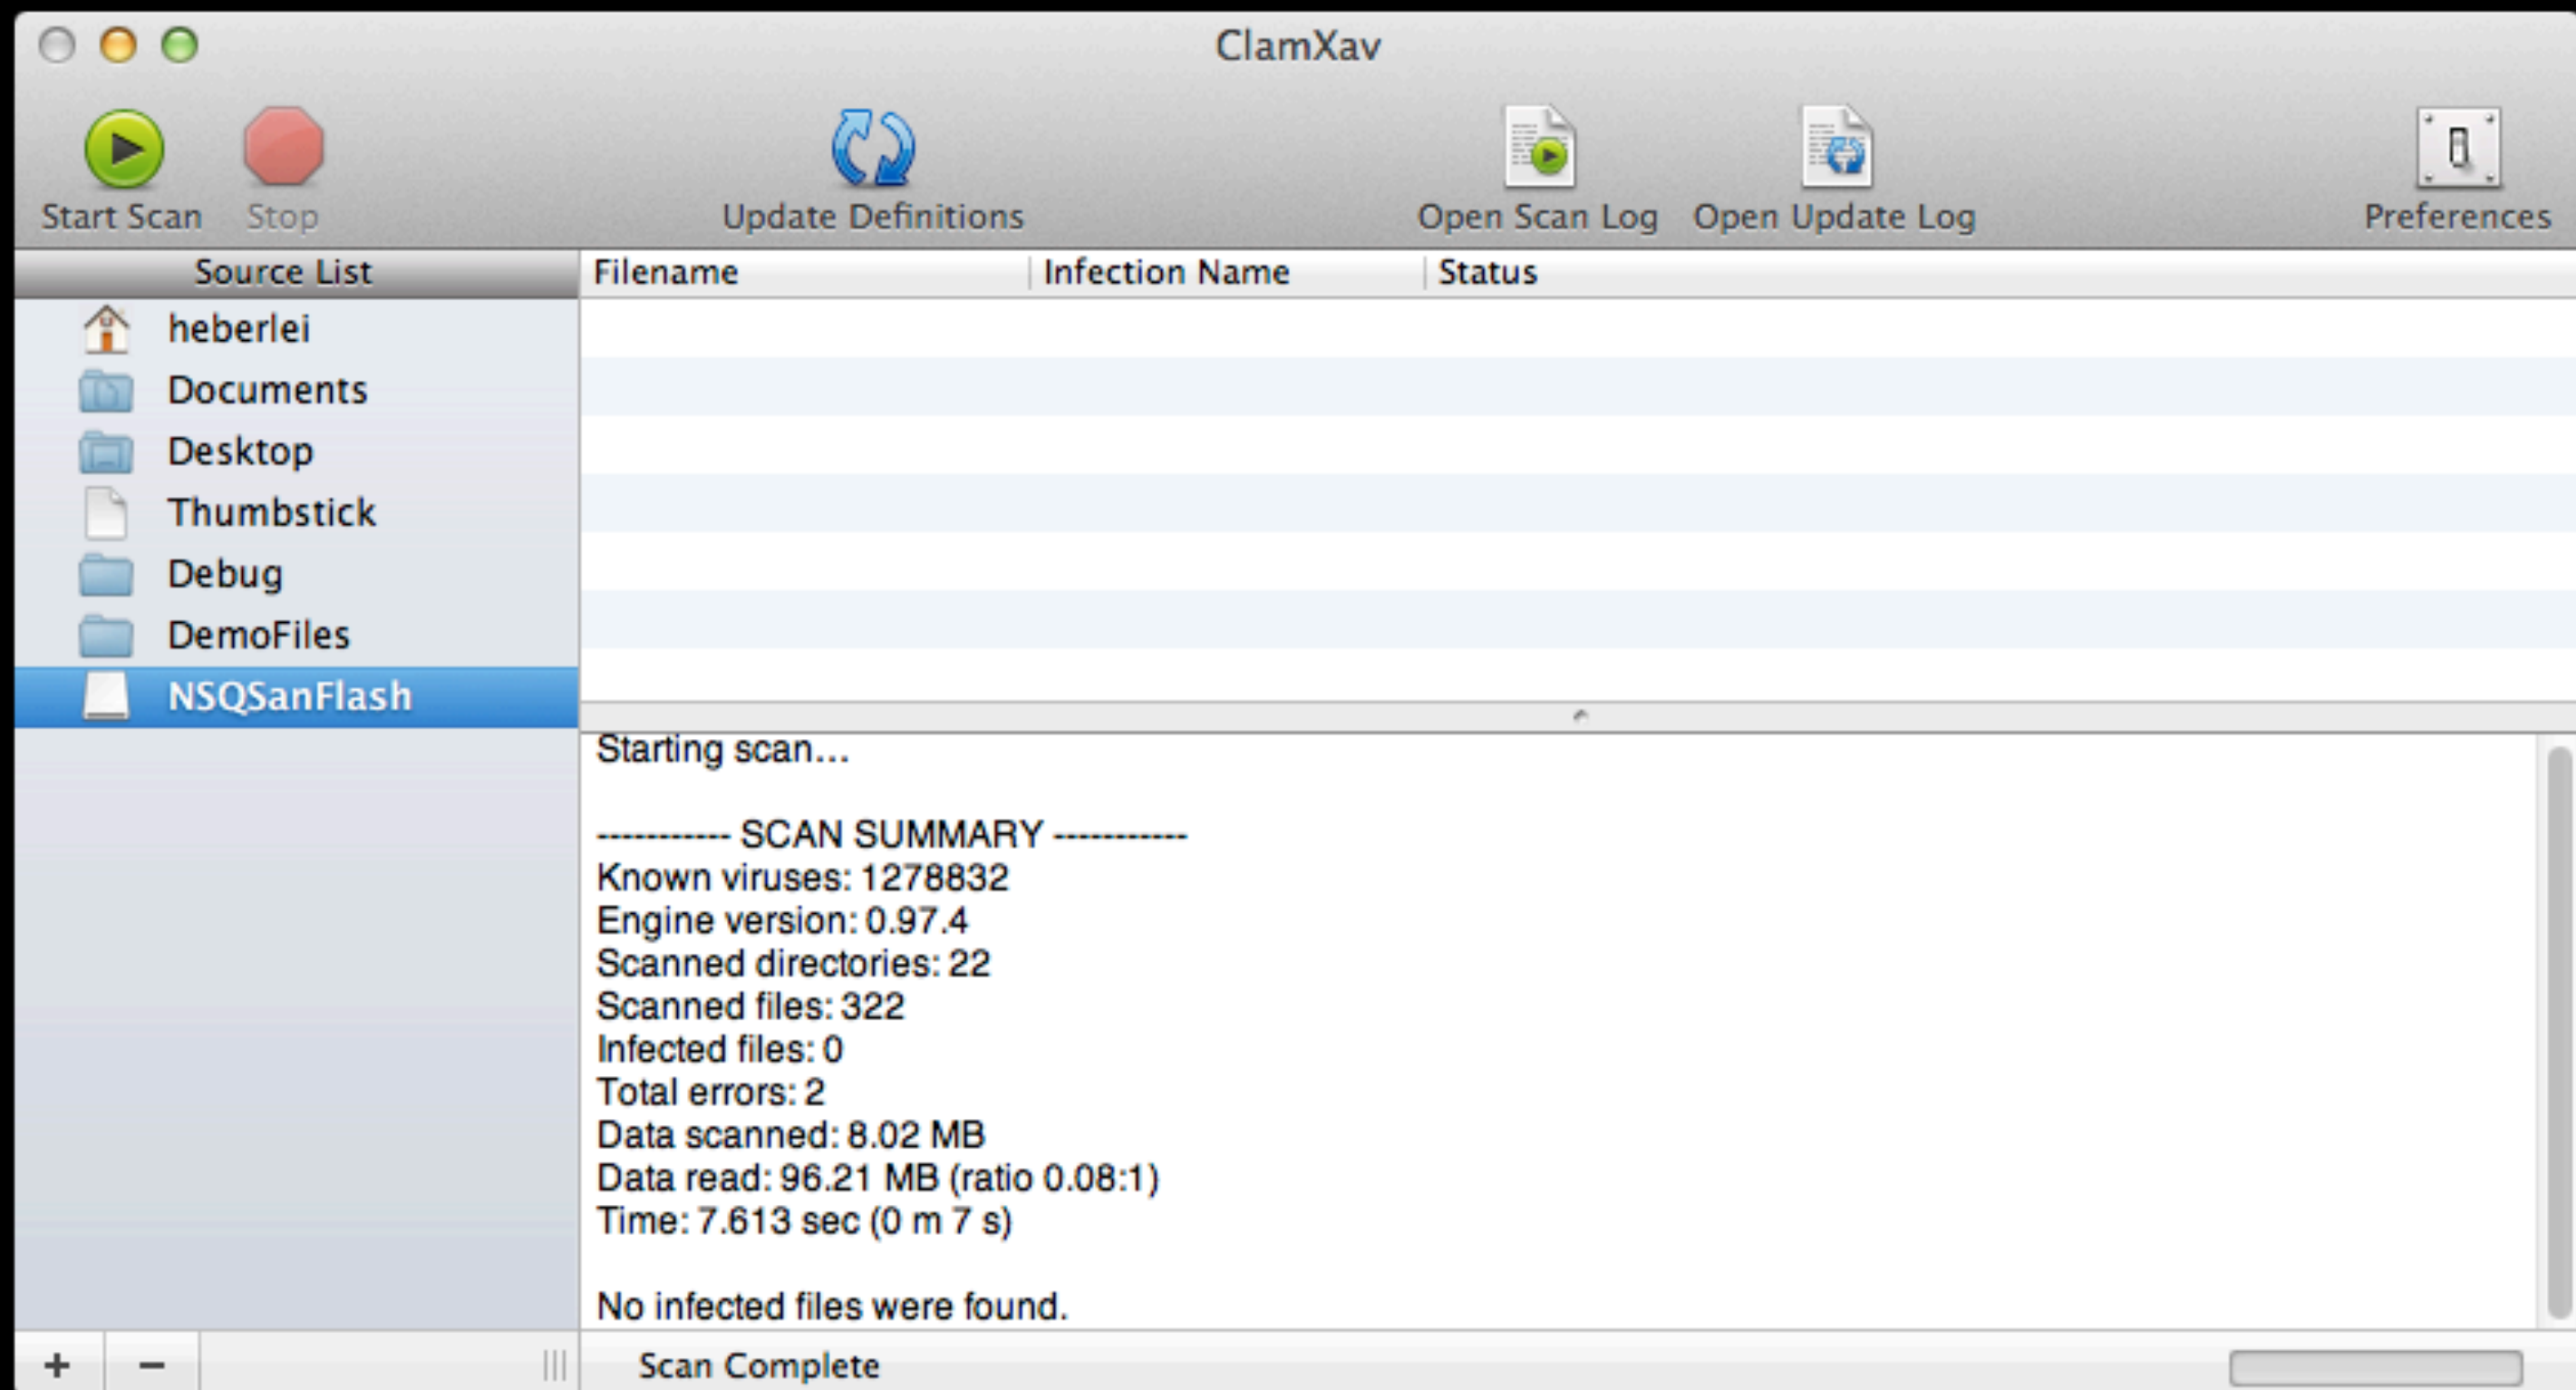 ClamXav
Start Scan
Stop
Update Definitions
Open Scan Log
Open Update Log
Preferences
Source List
Filename
Infection Name
Status
heberlei
Documents
Desktop
Thumbstick
Debug
DemoFiles
NSQSanFlash
Starting scan...
----------- SCAN SUMMARY -----------
Known viruses: 1278832
Engine version: 0.97.4
Scanned directories: 22
Scanned files: 322
Infected files: 0
Total errors: 2
Data scanned: 8.02 MB
Data read: 96.21 MB (ratio 0.08:1)
Time: 7.613 sec (0 m 7 s)
No infected files were found.
Scan Complete